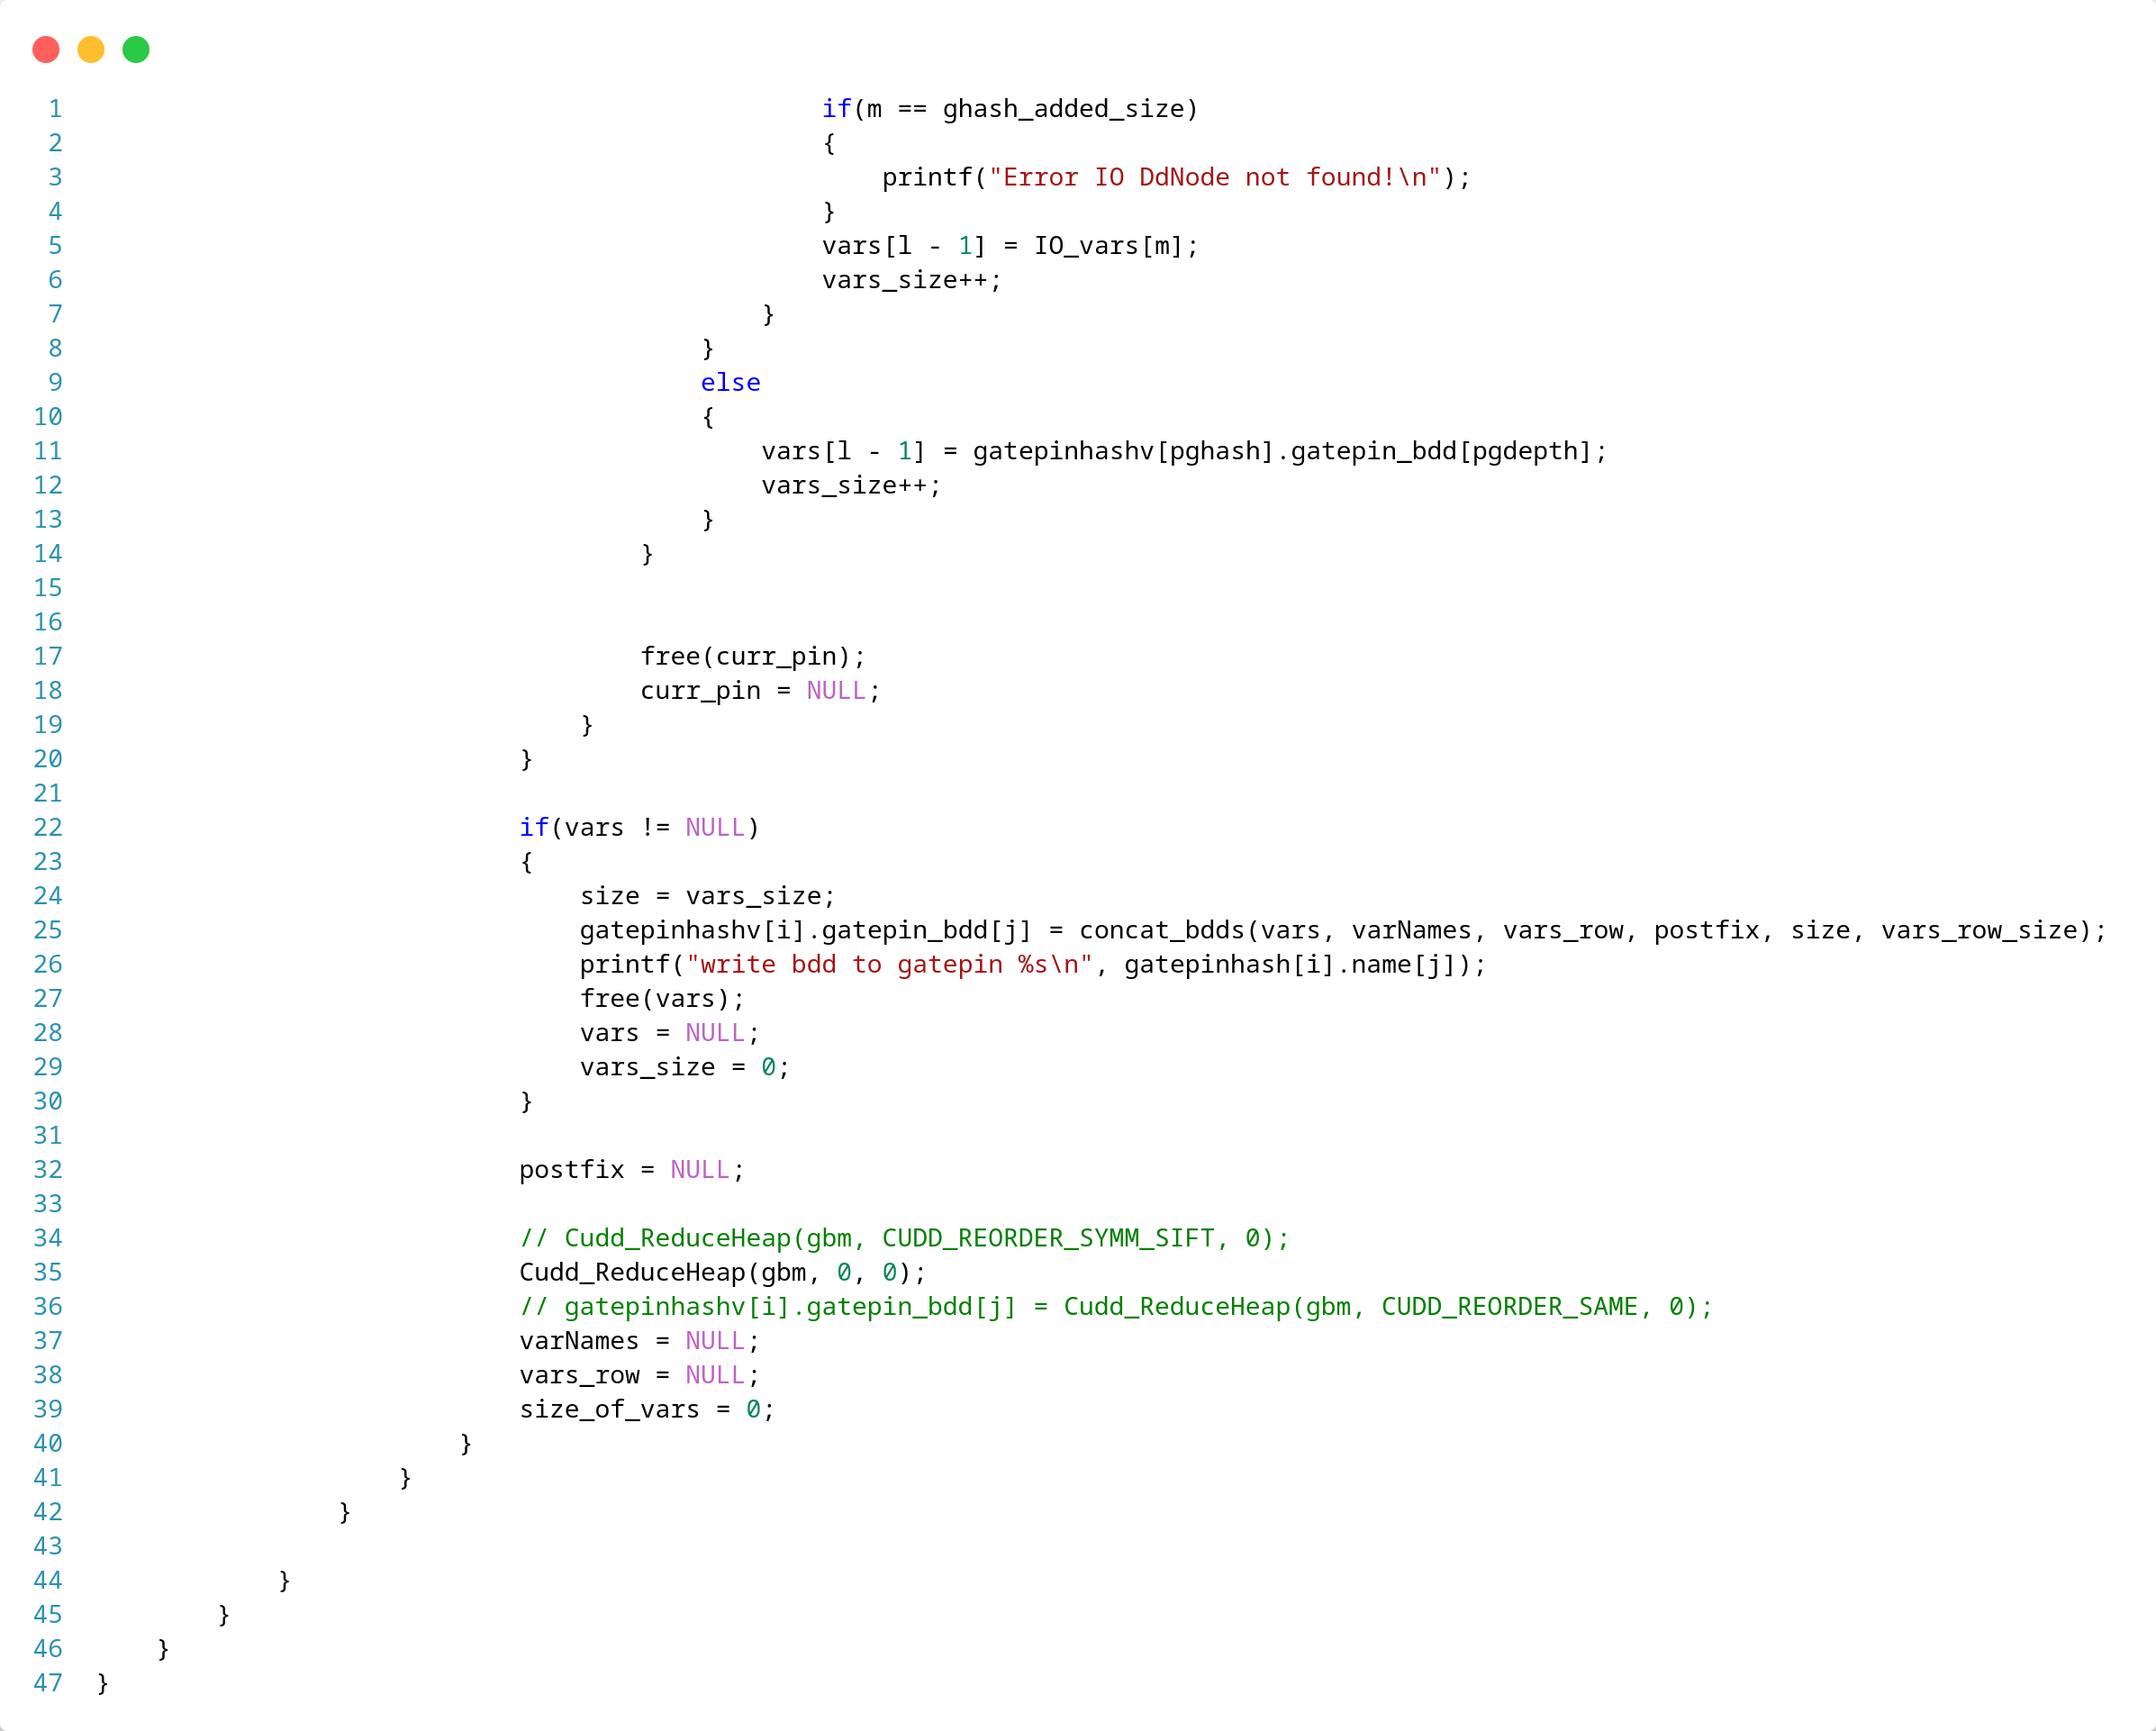 1 if(m == ghash_added_size)
2 {
3 printf("Error IO DdNode not found!\n");
4 }
5 vars[l - 1] = IO_vars[m];
6 vars_size++;
7 }
8 }
9 else
10 {
11 vars[l - 1] = gatepinhashv[pghash].gatepin_bdd[pgdepth];
12 vars_size++;
13 }
14 }
15
16
17 free(curr_pin);
18 curr_pin = NULL;
19 }
20 }
21
22 if(vars != NULL)
23 {
24 size = vars_size;
25 gatepinhashv[i].gatepin_bdd[j] = concat_bdds(vars, varNames, vars_row, postfix, size, vars_row_size);
26 printf("write bdd to gatepin %s\n", gatepinhash[i].name[j]);
27 free(vars);
28 vars = NULL;
29 vars_size = 0;
30 }
31
32 postfix = NULL;
33
34 // Cudd_ReduceHeap(gbm, CUDD_REORDER_SYMM_SIFT, 0);
35 Cudd_ReduceHeap(gbm, 0, 0);
36 // gatepinhashv[i].gatepin_bdd[j] = Cudd_ReduceHeap(gbm, CUDD_REORDER_SAME, 0);
37 varNames = NULL;
38 vars_row = NULL;
39 size_of_vars = 0;
40 }
41 }
42 }
43
44 }
45 }
46 }
47 }